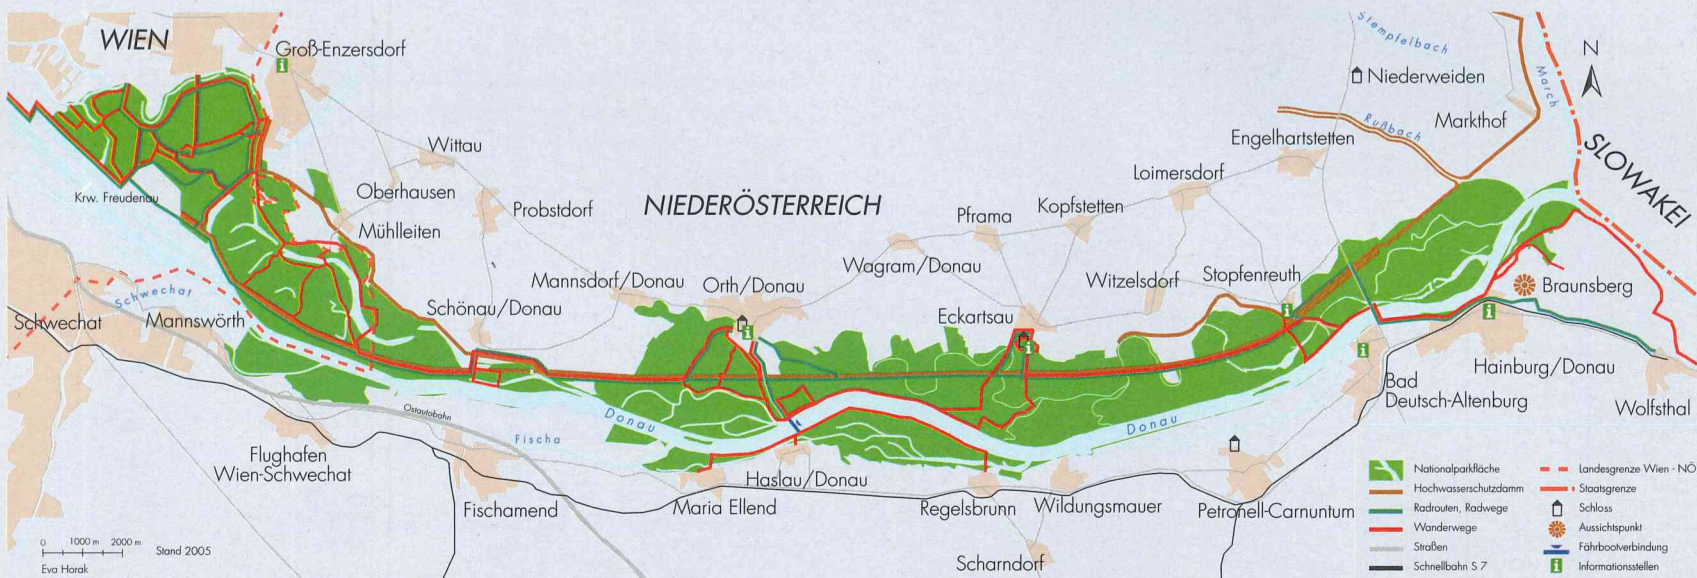 WIEN
Groß-Enzersdorf
Stempfelbach
N
Niederweiden
March
Markthof
Rußbach
Engelhartstetten
SLOWAKEI
Wittau
Loimersdorf
Oberhausen
Krw. Freudenau
Probstdorf
NIEDERÖSTERREICH
Pframa
Kopfstetten
Mühlleiten
Wagram/Donau
Mannsdorf/Donau
Orth/Donau
Witzelsdorf
Stopfenreuth
Braunsberg
Schwechat
Schönau/Donau
Eckartsau
Schwechat
Mannswörth
Hainburg/Donau
Bad
Deutsch-Altenburg
Wolfsthal
Ostautobahn
Donau
Donau
Fischa
Flughafen
Wien-Schwechat
Haslau/Donau
Fischamend
Maria Ellend
Regelsbrunn
Wildungsmauer
Petronell-Carnuntum
Scharndorf
0 1000 m 2000 m
Stand 2005
Eva Horak
Nationalparkfläche
Hochwasserschutzdamm
Radrouten, Radwege
Wanderwege
Straßen
Schnellbahn S 7
Landesgrenze Wien - NÖ
Staatsgrenze
Schloss
Aussichtspunkt
Fährbootverbindung
i Informationsstellen